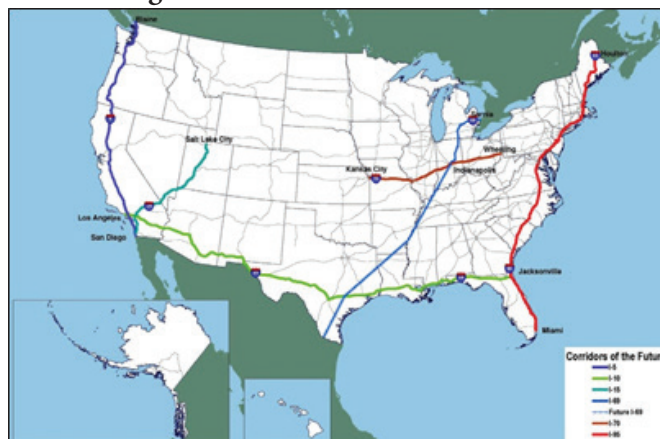 Blaine
Houlton
Salt Lake City
Kansas City
Wheeling
Indianapolis
Los Angeles
San Diego
Jacksonville
Miami
Corridors of the Future
I-5
I-10
I-15
I-69
Future I-69
I-70
I-95